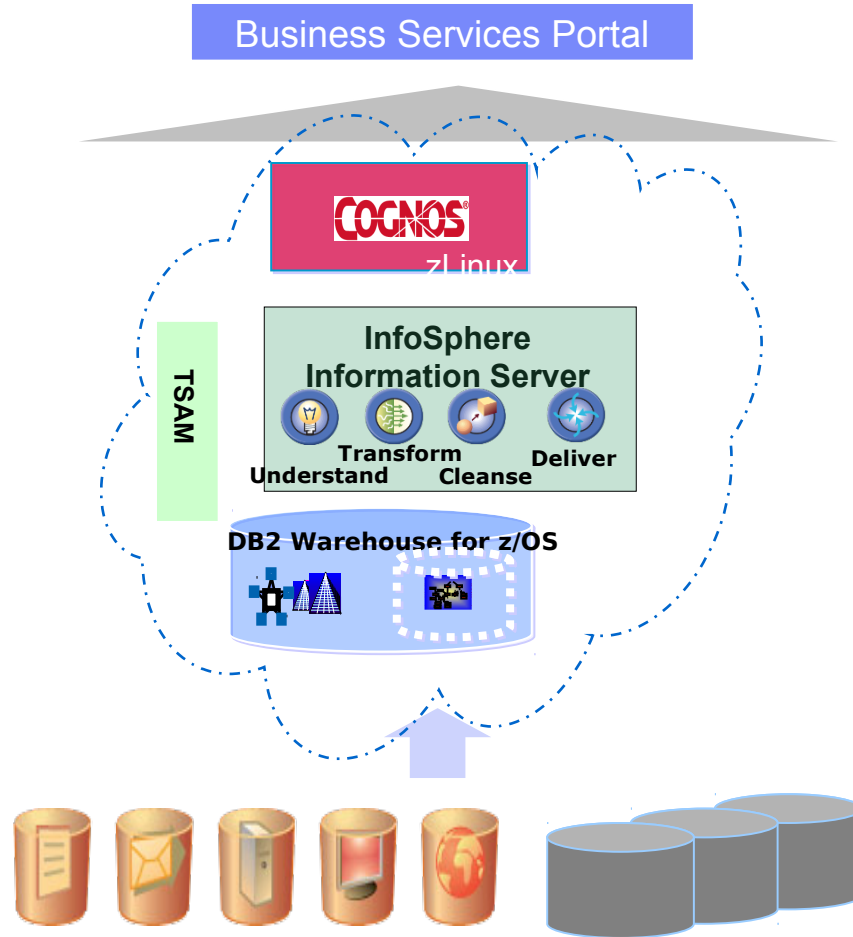 Business Services Portal
COGNOS®
zLinux
TSAM
InfoSphere
Information Server
Understand
Transform
Cleanse
Deliver
DB2 Warehouse for z/OS